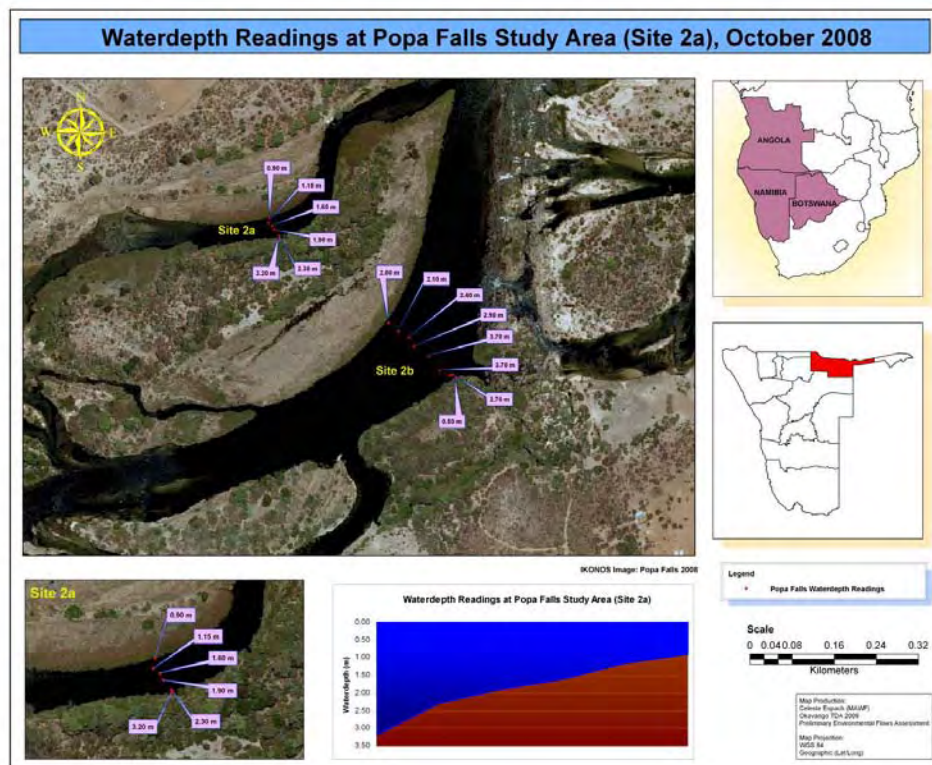 Waterdepth Readings at Popa Falls Study Area (Site 2a), October 2008
N
W E
S
0.90 m
1.15 m
1.60 m
1.90 m
Site 2a
3.20 m
2.00 m
2.10 m
2.60 m
2.90 m
3.70 m
Site 2b
3.70 m
3.70 m
0.50 m
ANGOLA
NAMIBIA
BOTSWANA
IKONOS Image: Popa Falls 2008
Legend
Popa Falls Waterdepth Readings
Scale
0 0.04 0.08 0.16 0.24 0.32
Kilometers
Map Production:
Celeste Espach (MAWF)
Okavango TDA 2009
Preliminary Environmental Flows Assessment
Map Projection:
WGS 84
Geographic (Lat/Long)
Site 2a
0.90 m
1.15 m
1.60 m
1.90 m
3.20 m
2.30 m
Waterdepth Readings at Popa Falls Study Area (Site 2a)
Waterdepth (m)
0.00
0.50
1.00
1.50
2.00
2.50
3.00
3.50